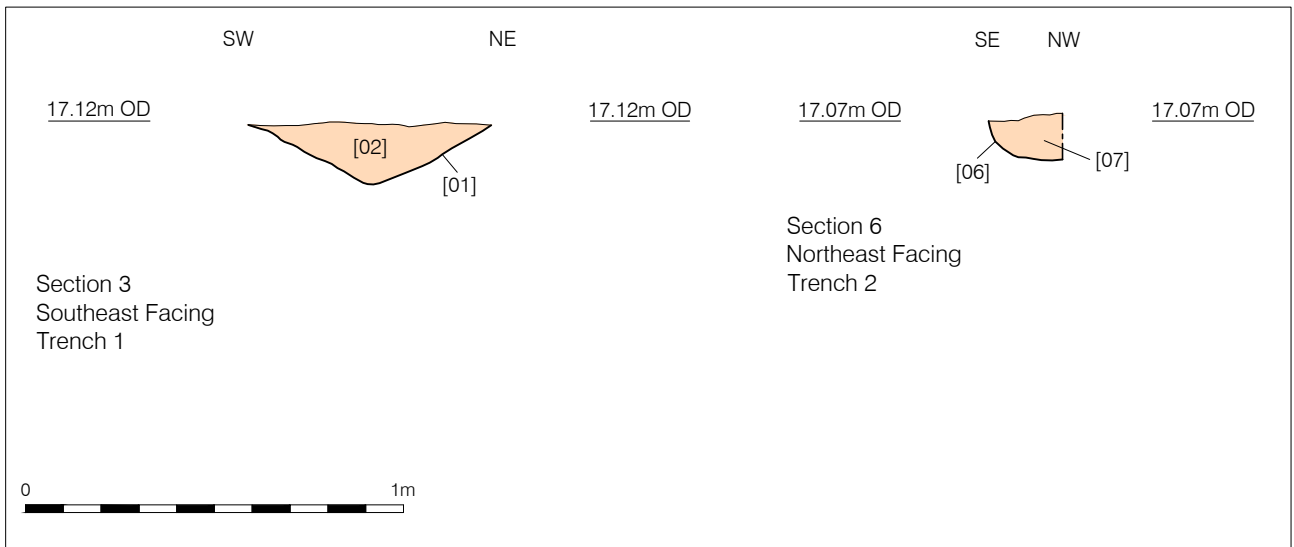 SW NE
17.12m OD 17.12m OD
[02]
[01]
Section 3
Southeast Facing
Trench 1
SE NW
17.07m OD 17.07m OD
[06] [07]
Section 6
Northeast Facing
Trench 2
0 1m